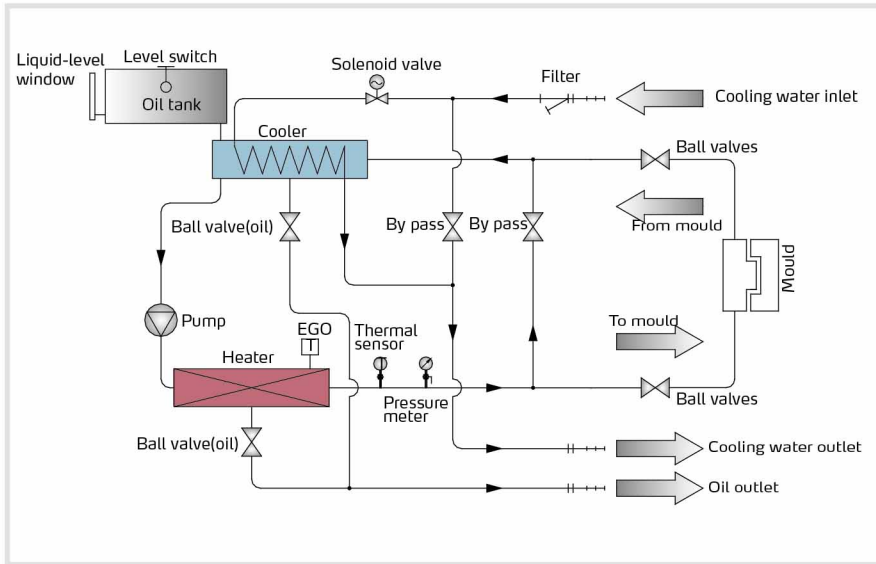 Liquid-level
window
Level switch
Oil tank
Solenoid valve
Filter
Cooling water inlet
Cooler
Ball valves
Ball valve(oil)
By pass
By pass
From mould
Mould
Pump
EGO
T
Thermal
sensor
To mould
Heater
Pressure
meter
Ball valves
Ball valve(oil)
Cooling water outlet
Oil outlet